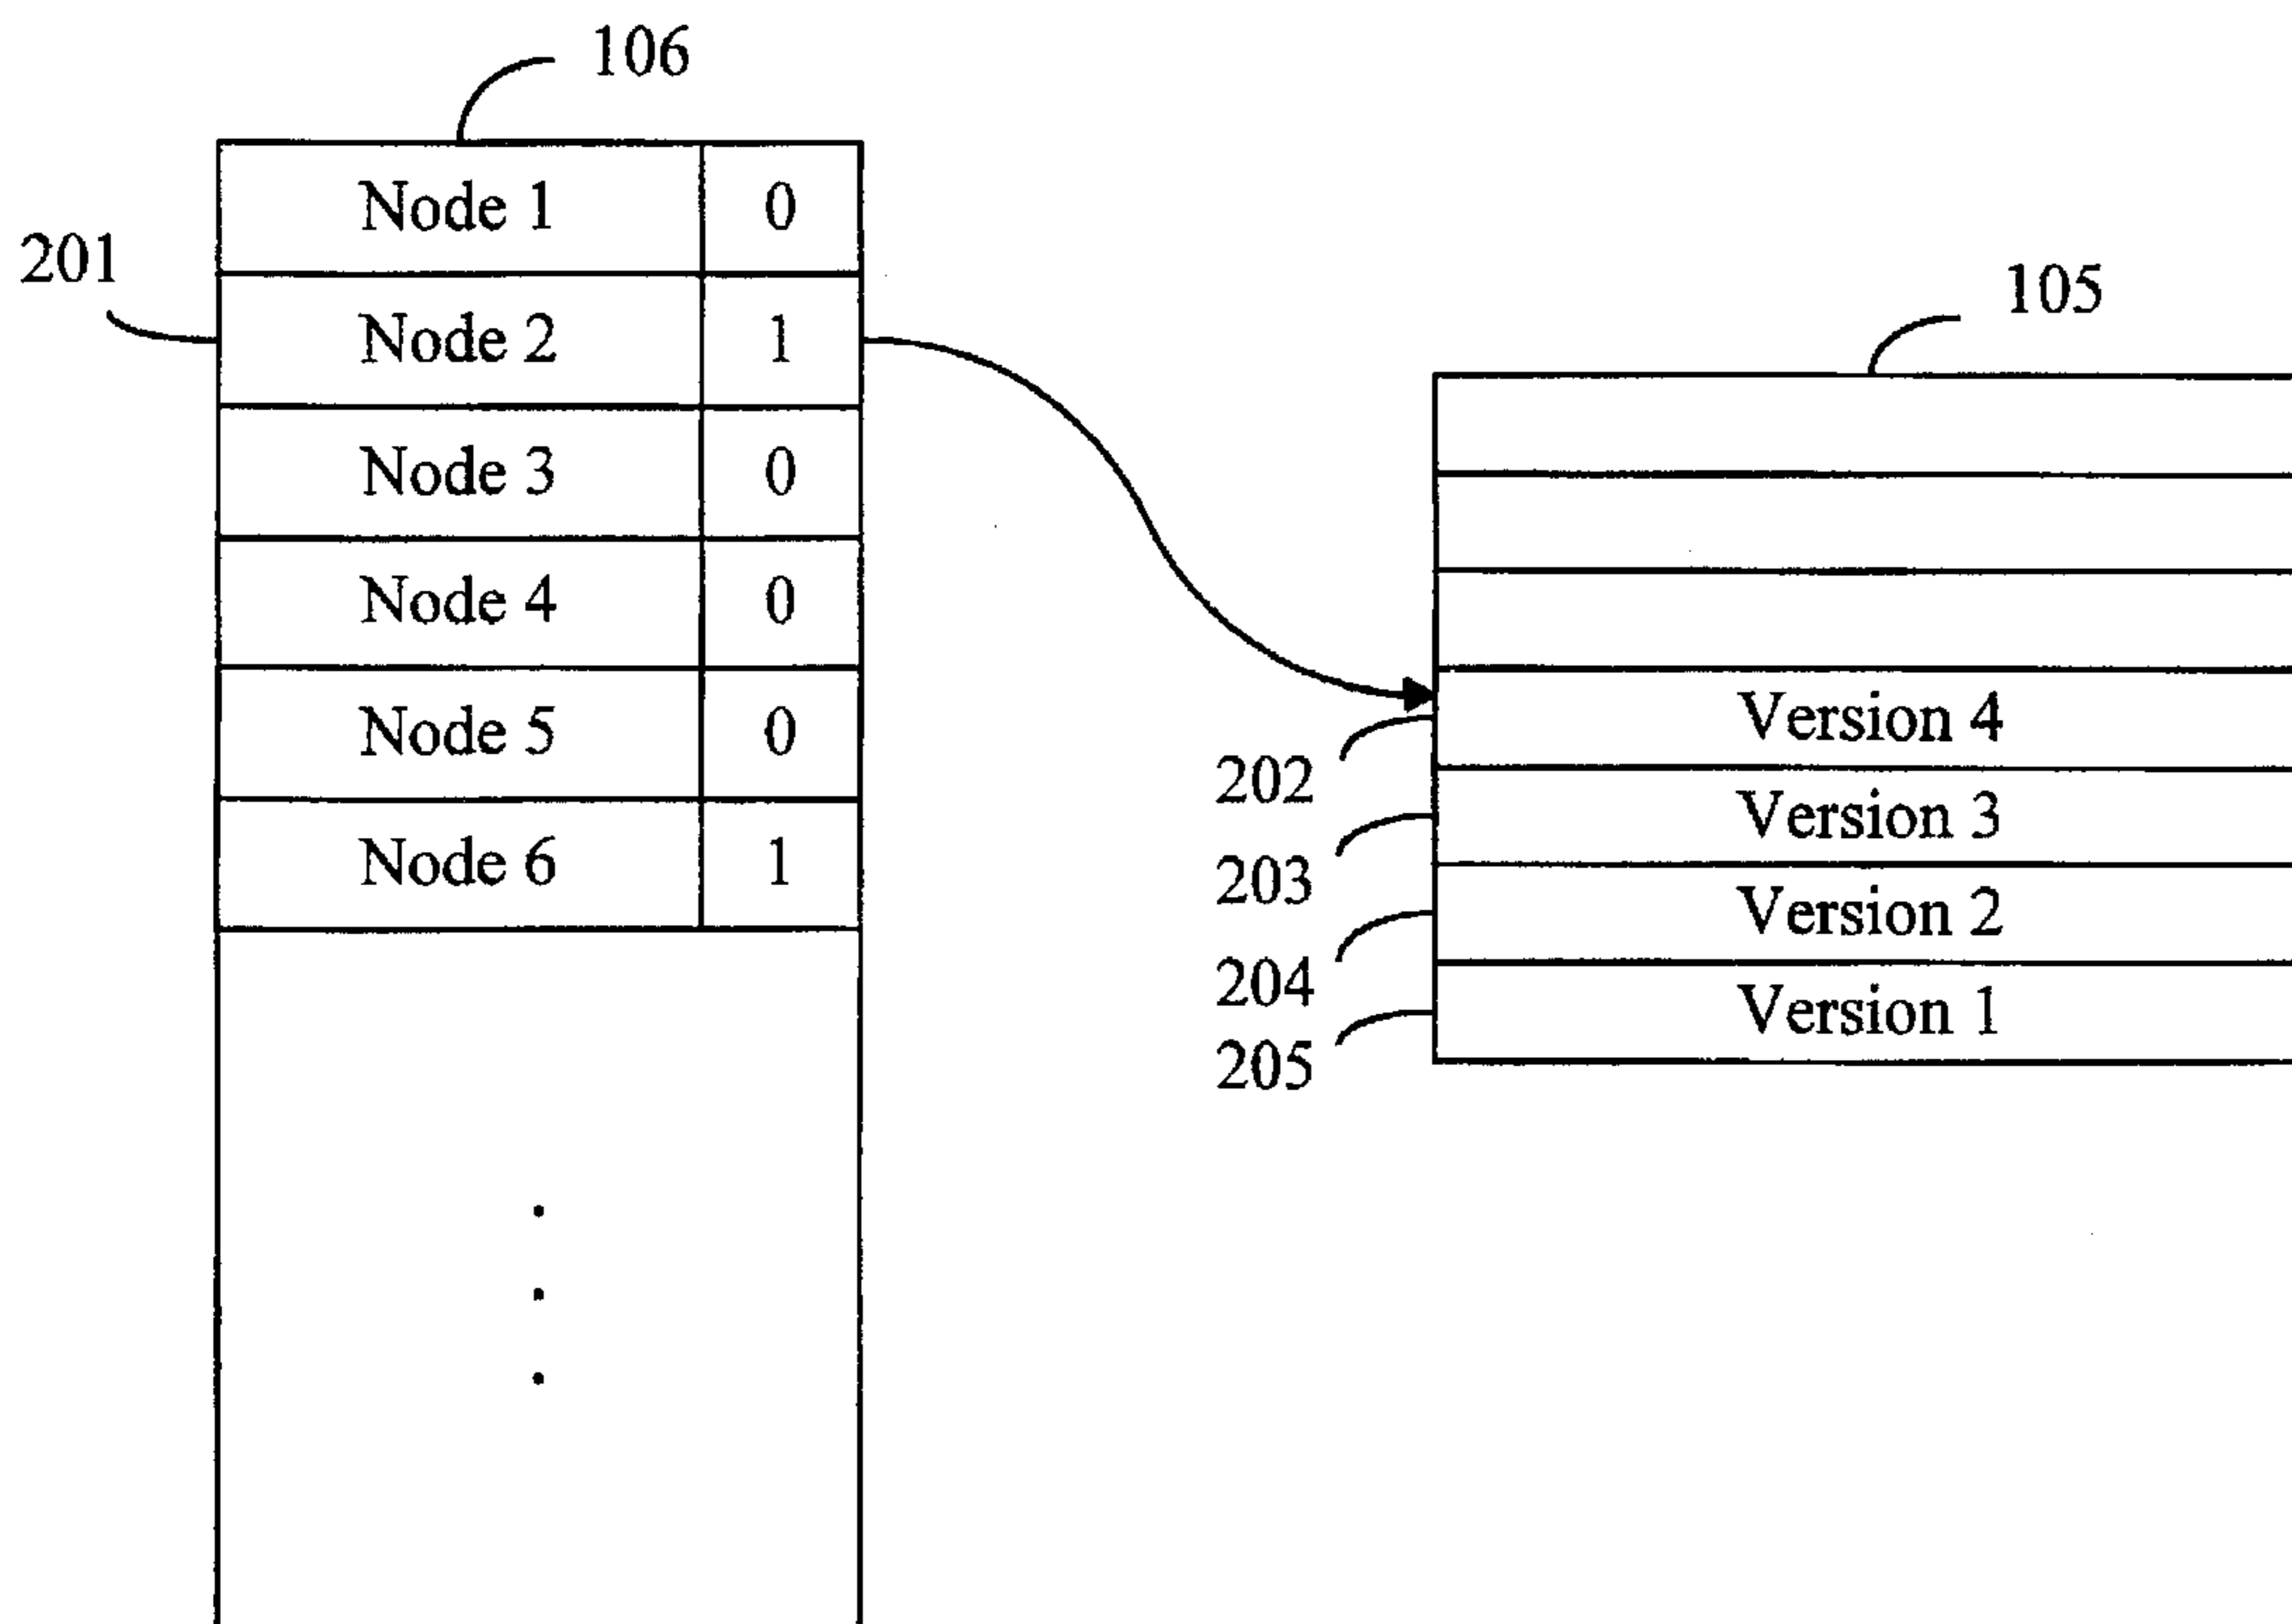 106
Node 1 0
201
Node 2 1
105
Node 3 0
Node 4 0
Node 5 0
Version 4
202
Node 6 1
Version 3
203
Version 2
204
Version 1
205